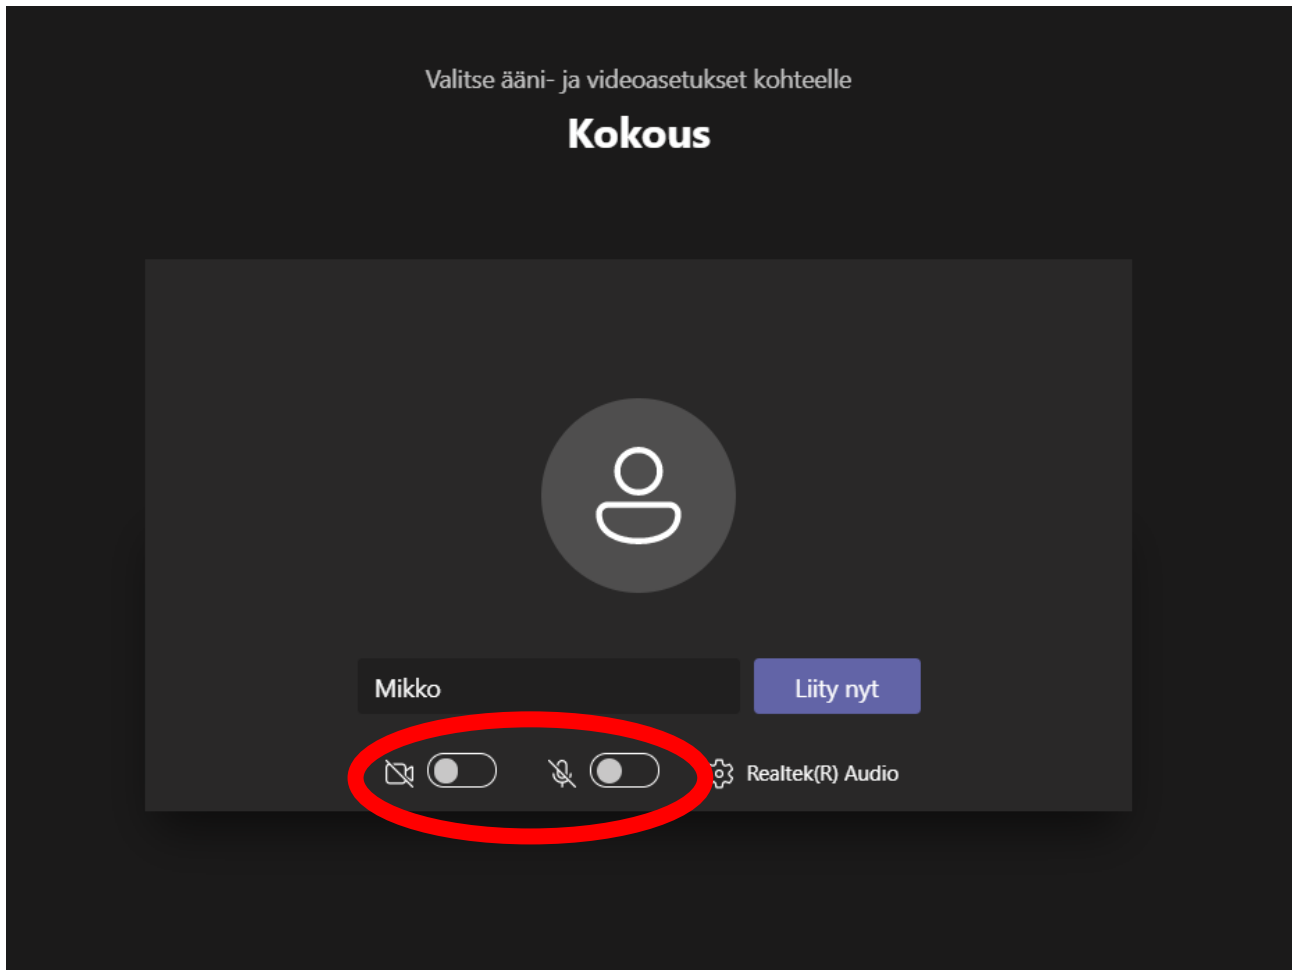 Valitse ääni- ja videoasetukset kohteelle
Kokous
Mikko
Liity nyt
Realtek(R) Audio